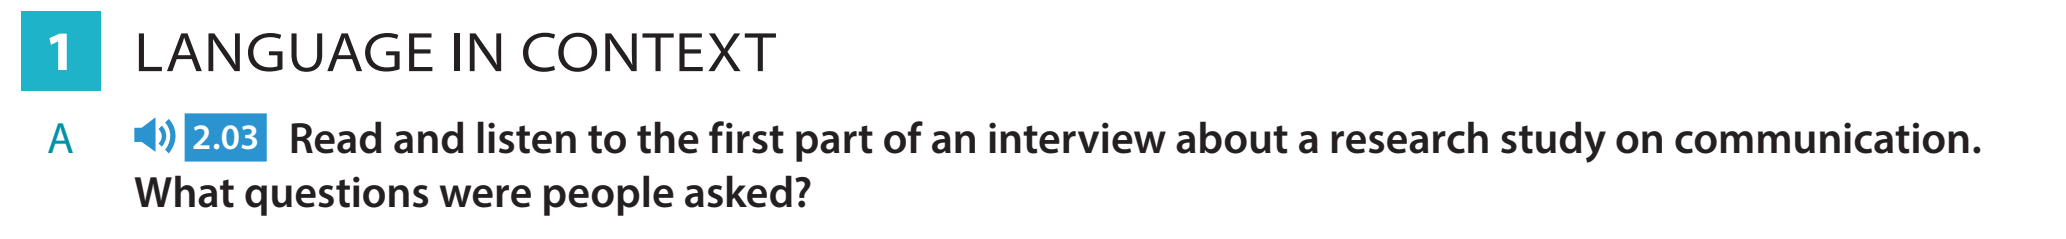 1 LANGUAGE IN CONTEXT
A 2.03 Read and listen to the first part of an interview about a research study on communication.
What questions were people asked?